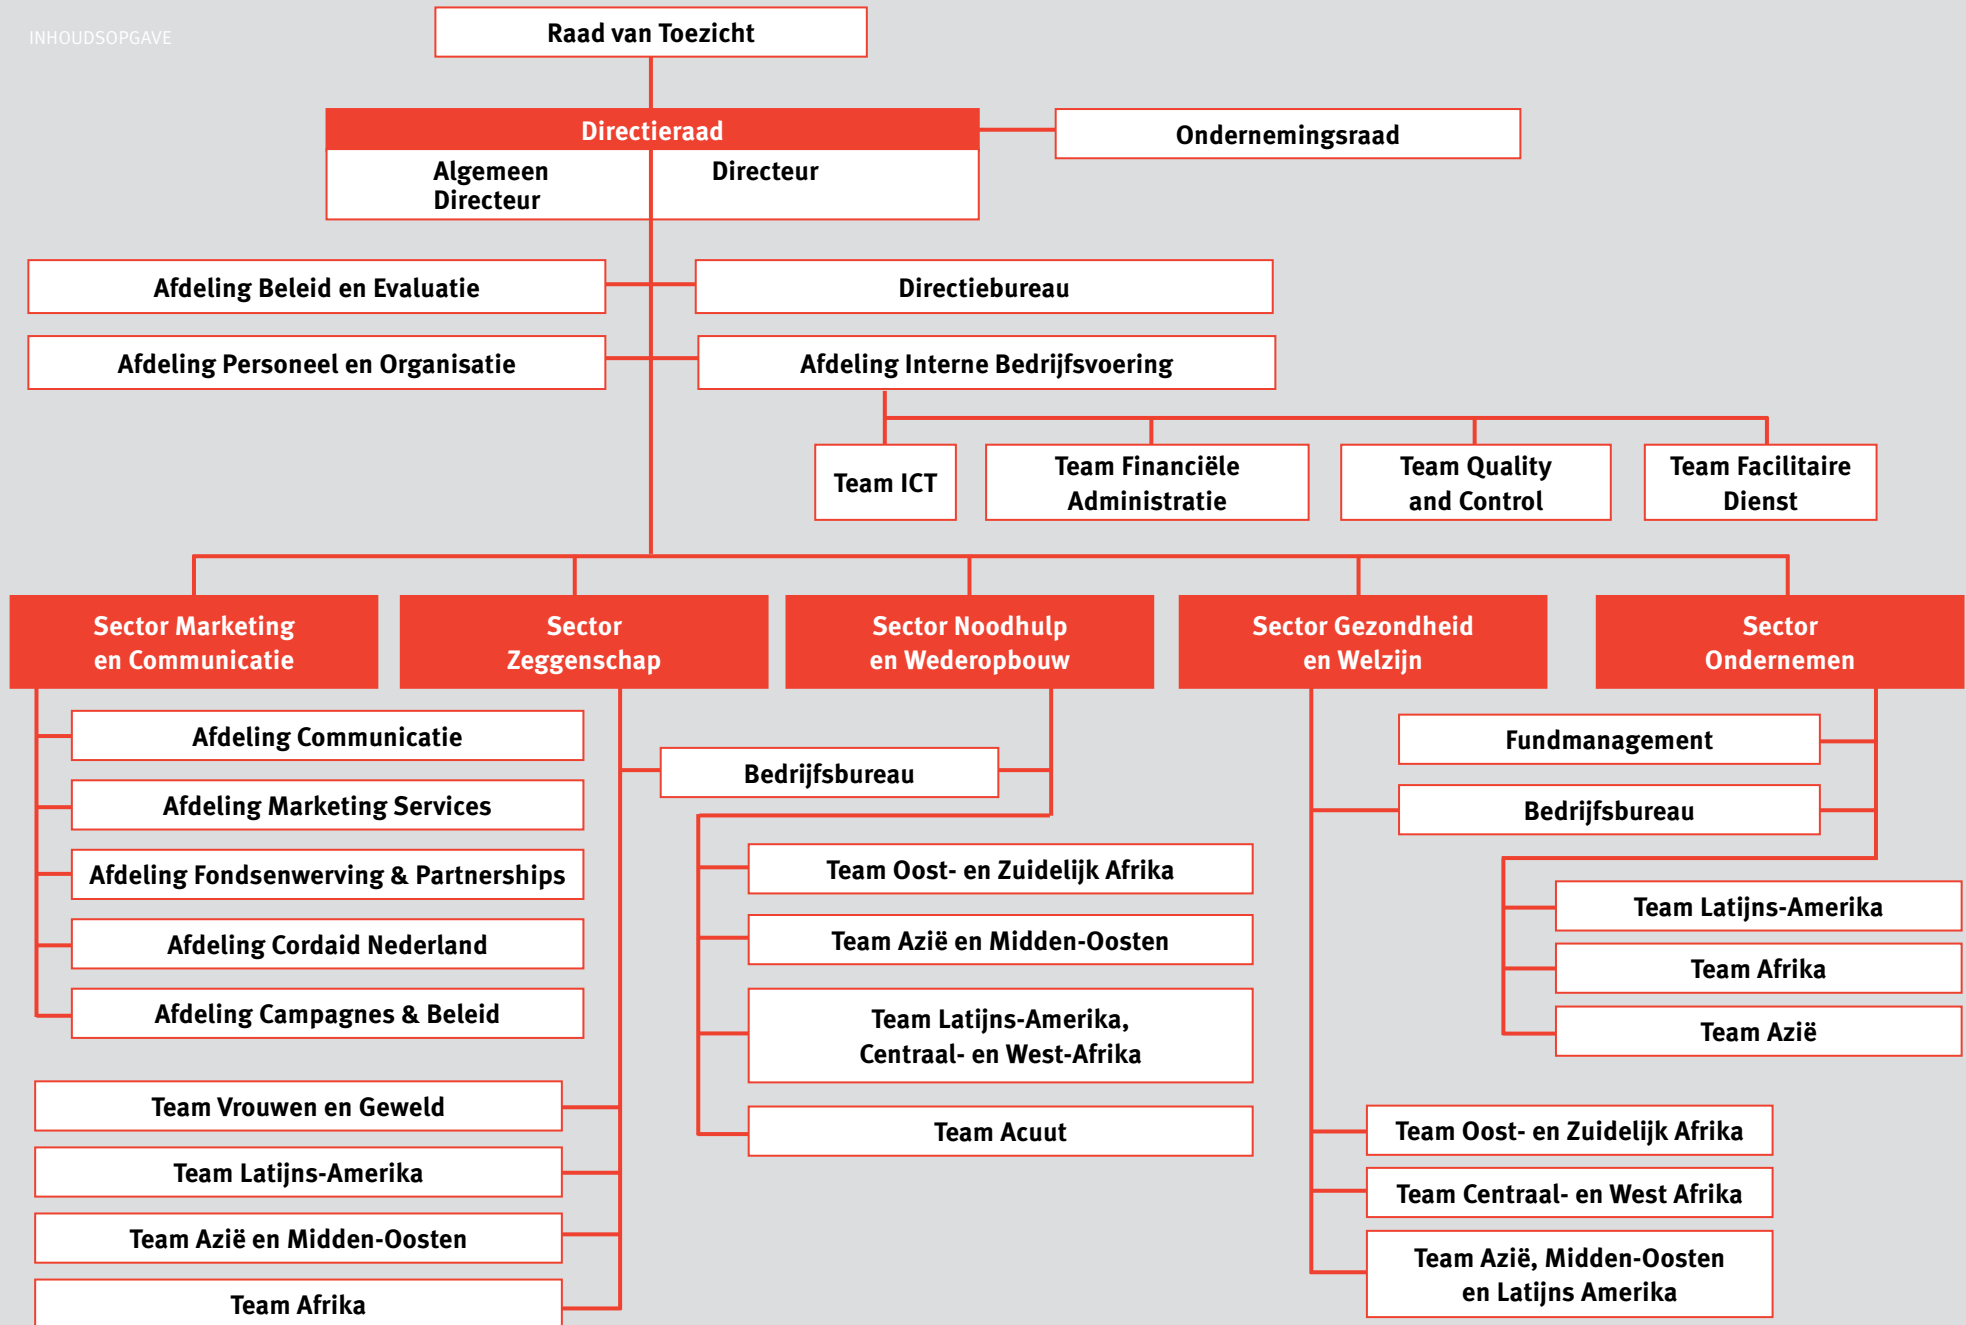 INHOUDSOPGAVE
Raad van Toezicht
Directieraad
Ondernemingsraad
Algemeen
Directeur
Directeur
Afdeling Beleid en Evaluatie
Directiebureau
Afdeling Personeel en Organisatie
Afdeling Interne Bedrijfsvoering
Team ICT
Team Financiële
Administratie
Team Quality
and Control
Team Facilitaire
Dienst
Sector Marketing
en Communicatie
Sector
Zeggenschap
Sector Noodhulp
en Wederopbouw
Sector Gezondheid
en Welzijn
Sector
Ondernemen
Afdeling Communicatie
Afdeling Marketing Services
Afdeling Fondsenwerving & Partnerships
Afdeling Cordaid Nederland
Afdeling Campagnes & Beleid
Team Vrouwen en Geweld
Team Latijns-Amerika
Team Azië en Midden-Oosten
Team Afrika
Bedrijfsbureau
Team Oost- en Zuidelijk Afrika
Team Azië en Midden-Oosten
Team Latijns-Amerika,
Centraal- en West-Afrika
Team Acuut
Fundmanagement
Bedrijfsbureau
Team Latijns-Amerika
Team Afrika
Team Azië
Team Oost- en Zuidelijk Afrika
Team Centraal- en West Afrika
Team Azië, Midden-Oosten
en Latijns Amerika